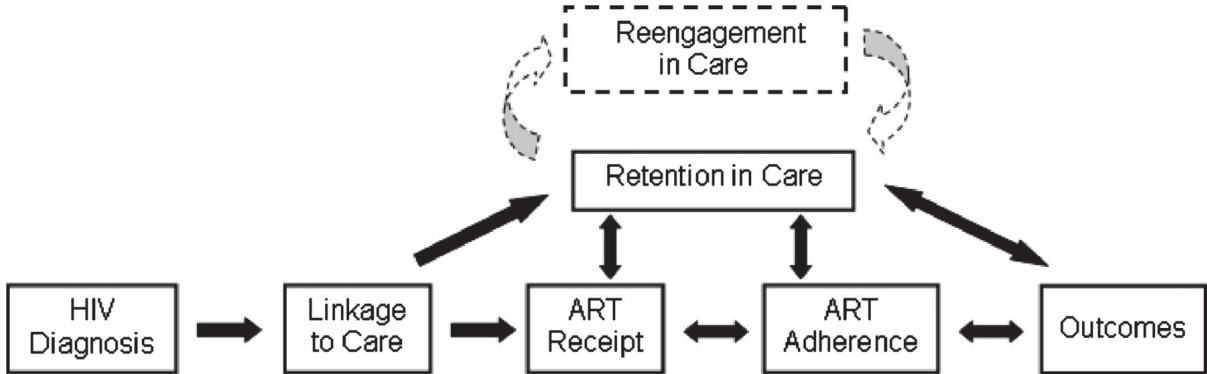 Reengagement
in Care
Retention in Care
HIV
Diagnosis
Linkage
to Care
ART
Receipt
ART
Adherence
Outcomes